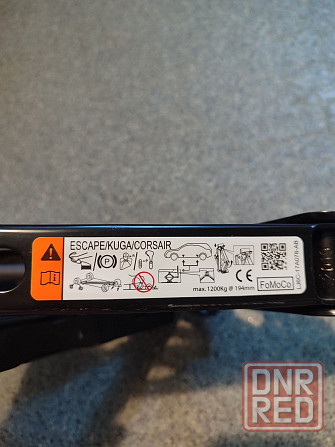 ESCAPE/KUGA/CORSAIR
P
max.1200Kg @ 194mm
CE
FoMoCo
DNR
RED